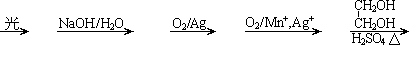 光 NaOH/H₂O O₂/Ag O₂/Mn⁺,Ag⁺ CH₂OH
CH₂OH
H₂SO₄ △